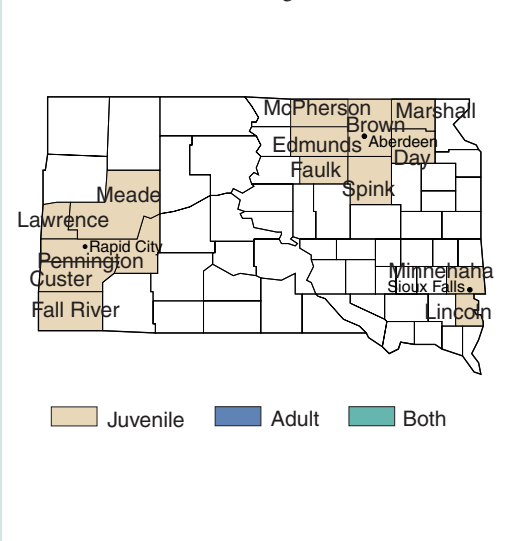 McPherson
Marshall
Brown
Aberdeen
Edmunds
Day
Faulk
Spink
Meade
Lawrence
Rapid City
Pennington
Custer
Minnehaha
Sioux Falls
Fall River
Lincoln
Juvenile
Adult
Both